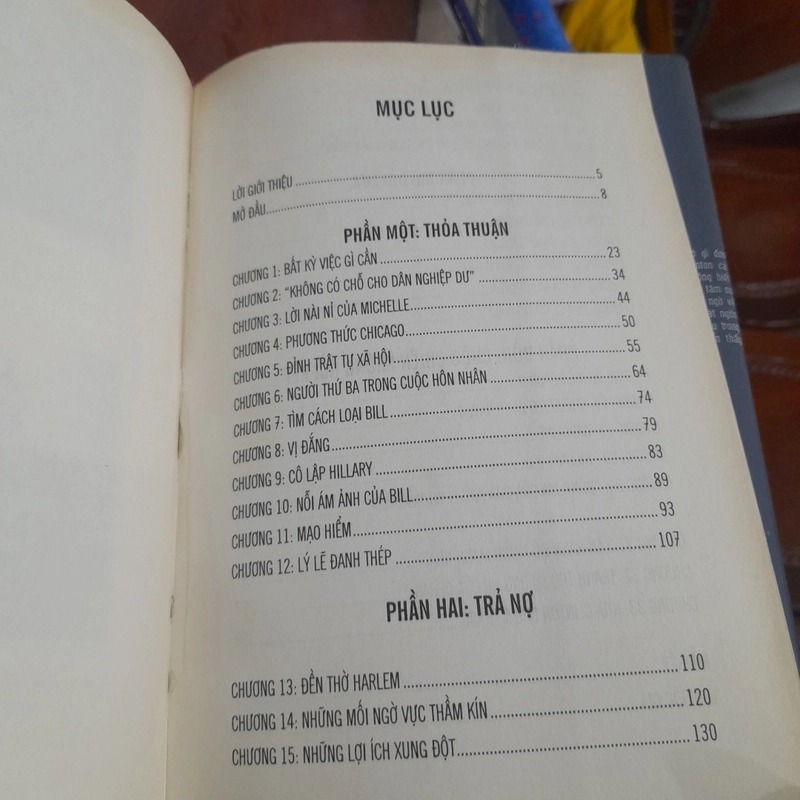 MỤC LỤC
LỜI GIỚI THIỆU ........ 5
MỞ ĐẦU ........ 8
PHẦN MỘT: THỎA THUẬN
CHƯƠNG 1: BẤT KỲ VIỆC GÌ CẦN ........ 23
CHƯƠNG 2: "KHÔNG CÓ CHỖ CHO DÂN NGHIỆP DƯ" ........ 34
CHƯƠNG 3: LỜI NÀI NỈ CỦA MICHELLE ........ 44
CHƯƠNG 4: PHƯƠNG THỨC CHICAGO ........ 50
CHƯƠNG 5: ĐỈNH TRẬT TỰ XÃ HỘI ........ 55
CHƯƠNG 6: NGƯỜI THỨ BA TRONG CUỘC HÔN NHÂN ........ 64
CHƯƠNG 7: TÌM CÁCH LOẠI BILL ........ 74
CHƯƠNG 8: VỊ ĐẮNG ........ 79
CHƯƠNG 9: CÔ LẬP HILLARY ........ 83
CHƯƠNG 10: NỖI ÁM ẢNH CỦA BILL ........ 89
CHƯƠNG 11: MẠO HIỂM ........ 93
CHƯƠNG 12: LÝ LẼ ĐANH THÉP ........ 107
PHẦN HAI: TRẢ NỢ
CHƯƠNG 13: ĐỀN THỜ HARLEM ........ 110
CHƯƠNG 14: NHỮNG MỐI NGỜ VỰC THẦM KÍN ........ 120
CHƯƠNG 15: NHỮNG LỢI ÍCH XUNG ĐỘT ........ 130